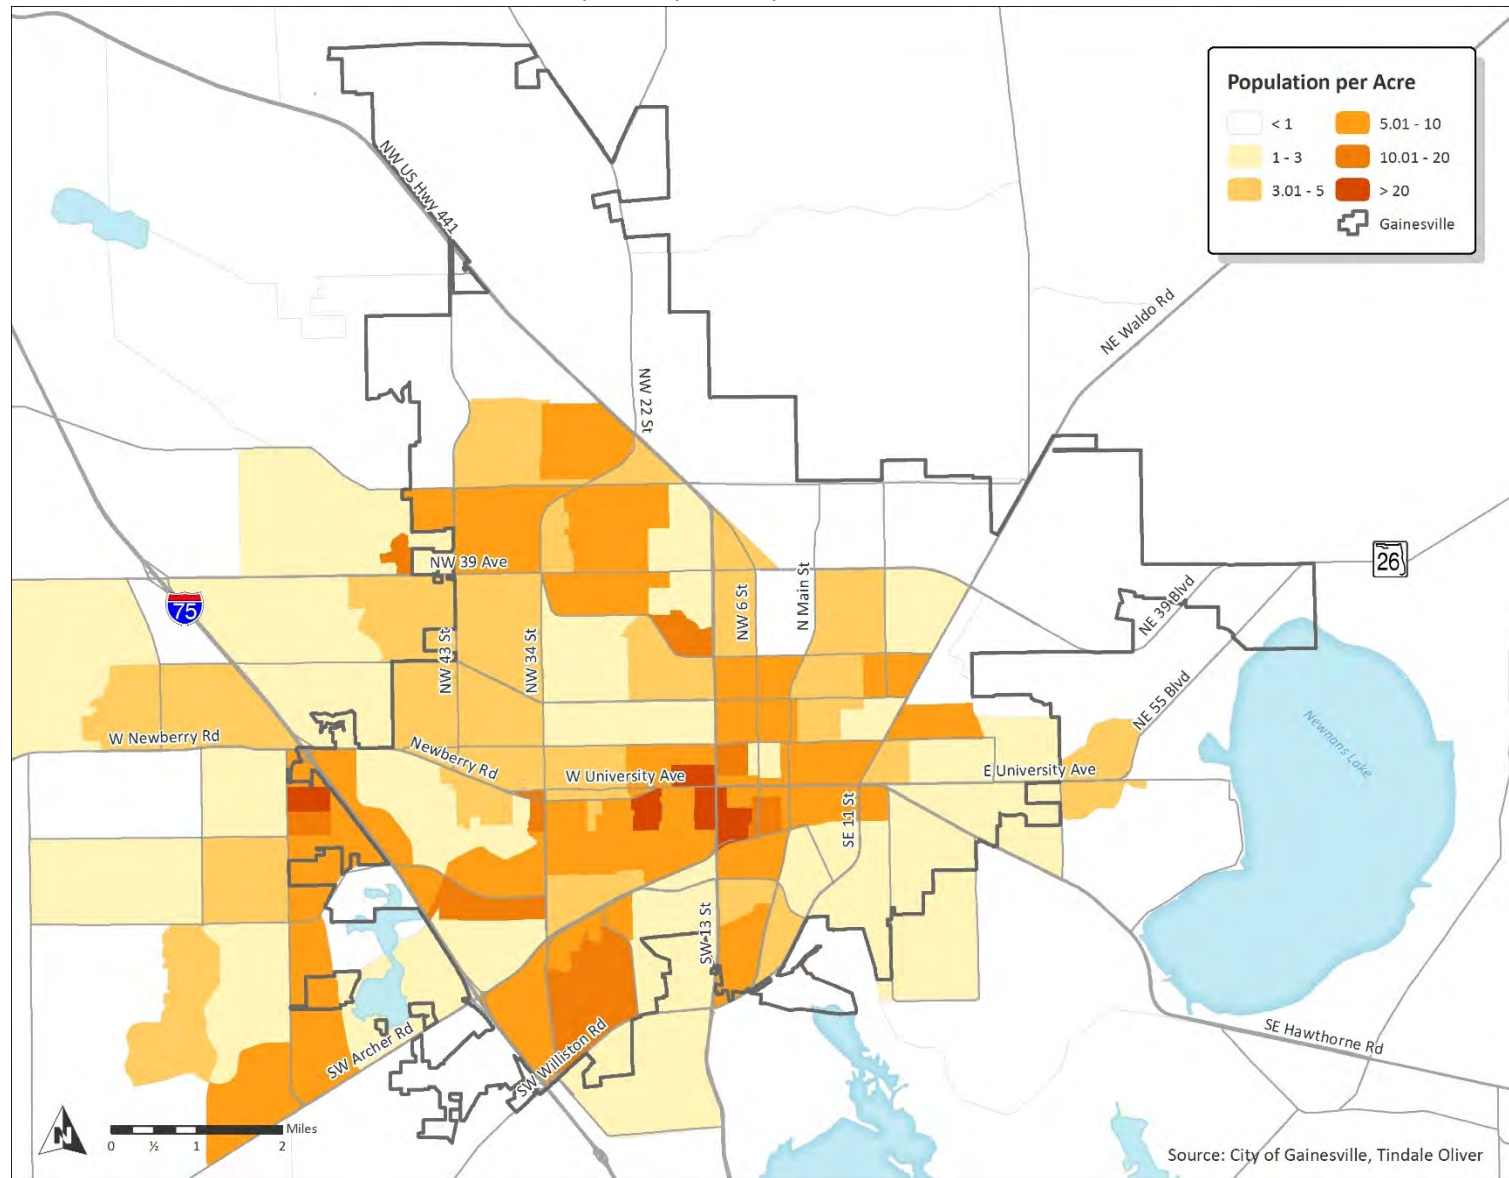 Population per Acre
< 1
5.01 - 10
1 - 3
10.01 - 20
3.01 - 5
> 20
Gainesville
NW US Hwy 441
NE Waldo Rd
NW 22 St
26
NW 39 Ave
75
NW 43 St
NW 34 St
NW 6 St
N Main St
NE 39 Blvd
NE 55 Blvd
W Newberry Rd
Newberry Rd
W University Ave
E University Ave
Newnans Lake
SE 11 St
SW 13 St
SW Archer Rd
SW Williston Rd
SE Hawthorne Rd
N
Miles
0 ½ 1 2
Source: City of Gainesville, Tindale Oliver